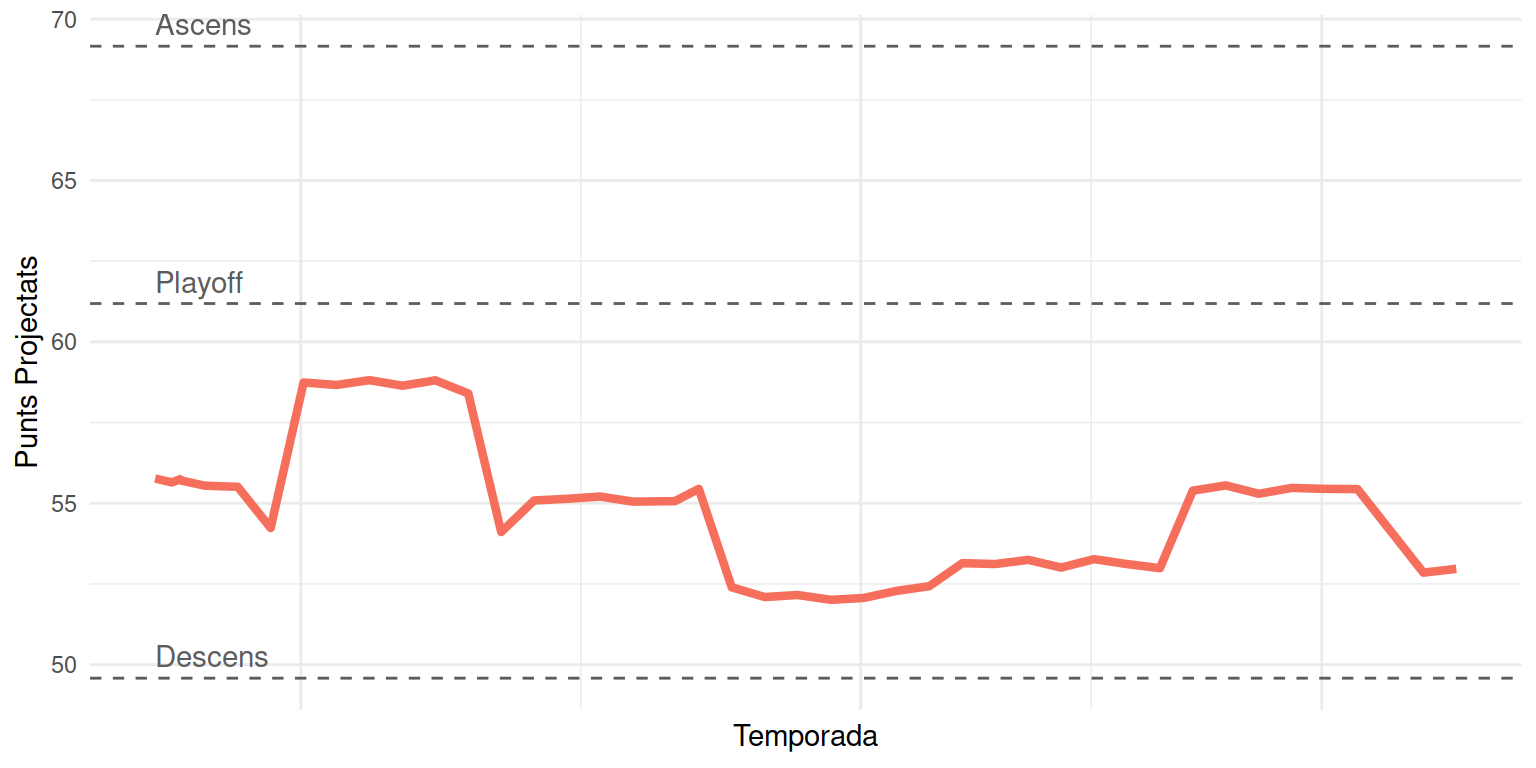 70
Ascens
65
Playoff
60
Punts Projectats
55
Descens
50
Temporada